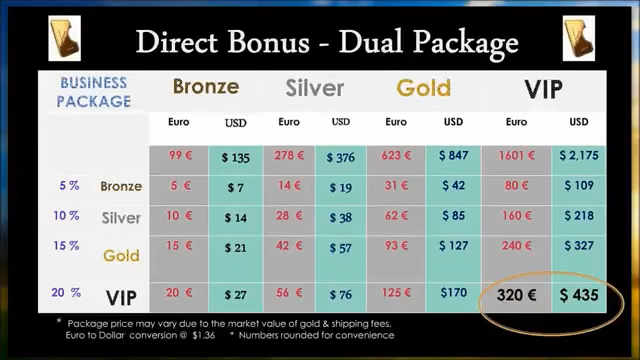 Direct Bonus - Dual Package
BUSINESS PACKAGE Bronze Silver Gold VIP
Euro USD Euro USD Euro USD Euro USD
99 € $ 135 278 € $ 376 623 € $ 847 1601 € $ 2,175
5 % Bronze 5 € $ 7 14 € $ 19 31 € $ 42 80 € $ 109
10 % Silver 10 € $ 14 28 € $ 38 62 € $ 85 160 € $ 218
15 % Gold 15 € $ 21 42 € $ 57 93 € $ 127 240 € $ 327
20 % VIP 20 € $ 27 56 € $ 76 125 € $170 320 € $ 435
* Package price may vary due to the market value of gold & shipping fees.
Euro to Dollar conversion @ $1.36 * Numbers rounded for convenience